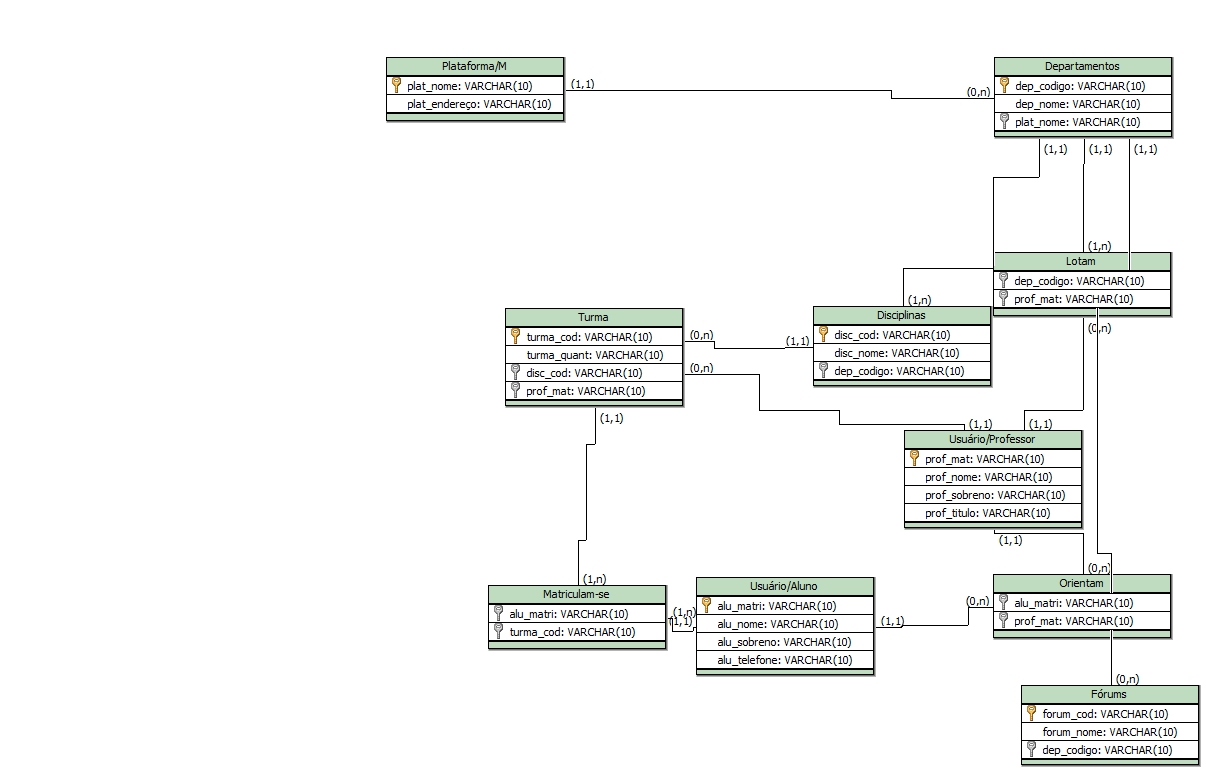 Plataforma/M
plat_nome: VARCHAR(10)
plat_endereço: VARCHAR(10)
(1,1)
(0,n)
Departamentos
dep_codigo: VARCHAR(10)
dep_nome: VARCHAR(10)
plat_nome: VARCHAR(10)
(1,1)
(1,1)
(1,1)
(1,n)
Lotam
dep_codigo: VARCHAR(10)
prof_mat: VARCHAR(10)
(0,n)
(1,n)
Disciplinas
disc_cod: VARCHAR(10)
disc_nome: VARCHAR(10)
dep_codigo: VARCHAR(10)
(1,1)
Turma
turma_cod: VARCHAR(10)
turma_quant: VARCHAR(10)
disc_cod: VARCHAR(10)
prof_mat: VARCHAR(10)
(0,n)
(0,n)
(1,1)
(1,1)
(1,1)
Usuário/Professor
prof_mat: VARCHAR(10)
prof_nome: VARCHAR(10)
prof_sobreno: VARCHAR(10)
prof_titulo: VARCHAR(10)
(1,1)
(1,n)
Matriculam-se
alu_matri: VARCHAR(10)
turma_cod: VARCHAR(10)
(1,n)
(1,1)
Usuário/Aluno
alu_matri: VARCHAR(10)
alu_nome: VARCHAR(10)
alu_sobreno: VARCHAR(10)
alu_telefone: VARCHAR(10)
(1,1)
(0,n)
(0,n)
Orientam
alu_matri: VARCHAR(10)
prof_mat: VARCHAR(10)
(0,n)
Fórums
forum_cod: VARCHAR(10)
forum_nome: VARCHAR(10)
dep_codigo: VARCHAR(10)